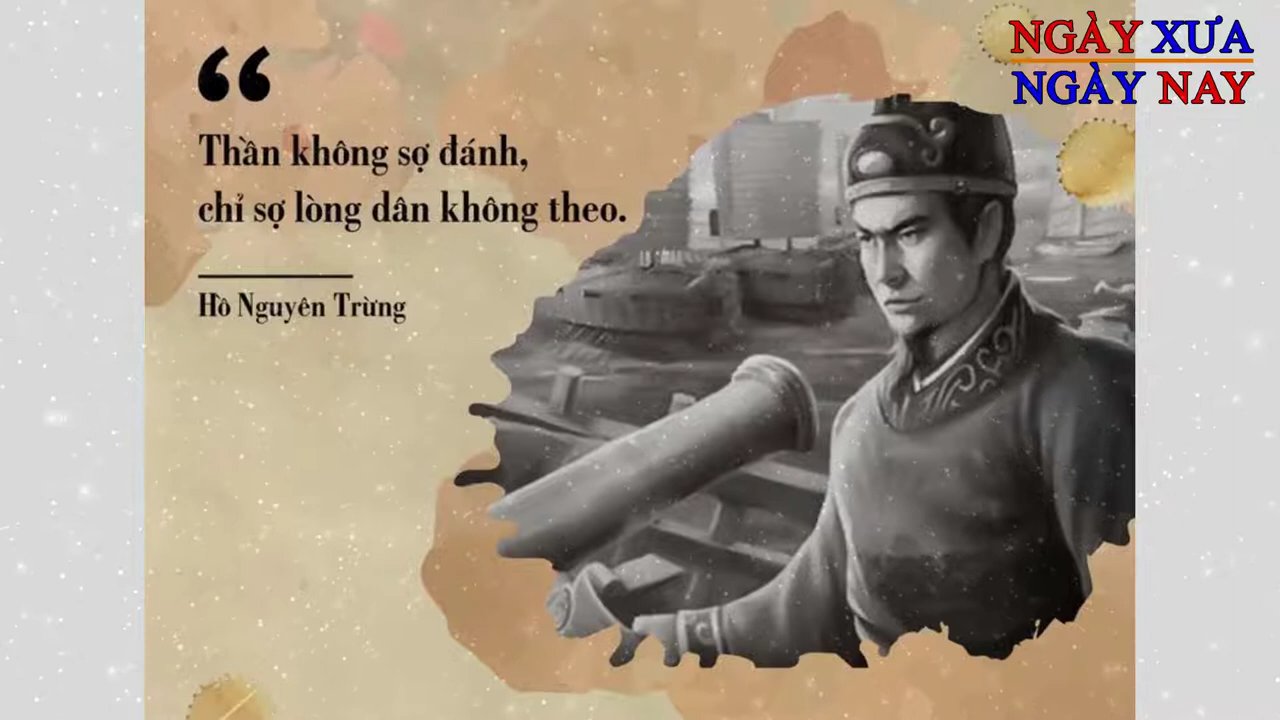 NGÀY XƯA
NGÀY NAY
“
Thần không sợ đánh,
chỉ sợ lòng dân không theo.
Hồ Nguyên Trừng